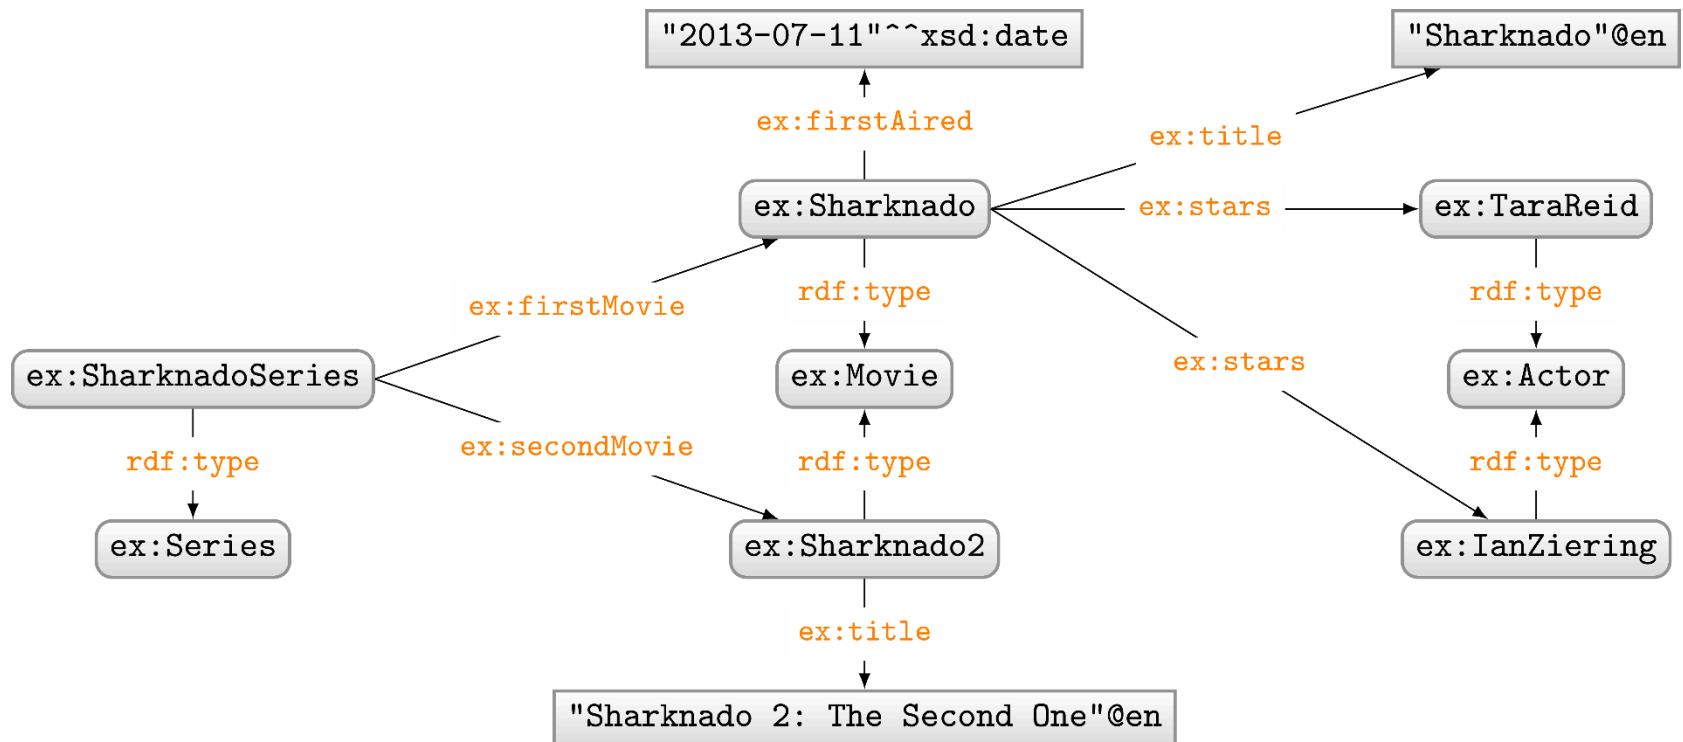 "2013-07-11"^^xsd:date
"Sharknado"@en
ex:firstAired
ex:title
ex:Sharknado
ex:stars
ex:TaraReid
rdf:type
rdf:type
ex:firstMovie
ex:stars
ex:SharknadoSeries
ex:Movie
ex:Actor
ex:secondMovie
rdf:type
rdf:type
rdf:type
ex:Series
ex:Sharknado2
ex:IanZiering
ex:title
"Sharknado 2: The Second One"@en